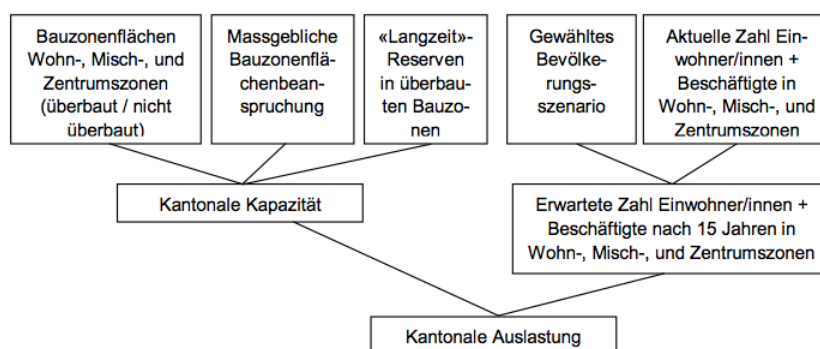 Bauzonenflächen
Wohn-, Misch-, und
Zentrumszonen
(überbaut / nicht
überbaut)
Massgebliche
Bauzonenflä-
chenbean-
spruchung
«Langzeit»-
Reserven
in überbau-
ten Bauzo-
nen
Gewähltes
Bevölke-
rungs-
szenario
Aktuelle Zahl Ein-
wohner/innen +
Beschäftigte in
Wohn-, Misch-, und
Zentrumszonen
Kantonale Kapazität
Erwartete Zahl Einwohner/innen +
Beschäftigte nach 15 Jahren in
Wohn-, Misch-, und Zentrumszonen
Kantonale Auslastung